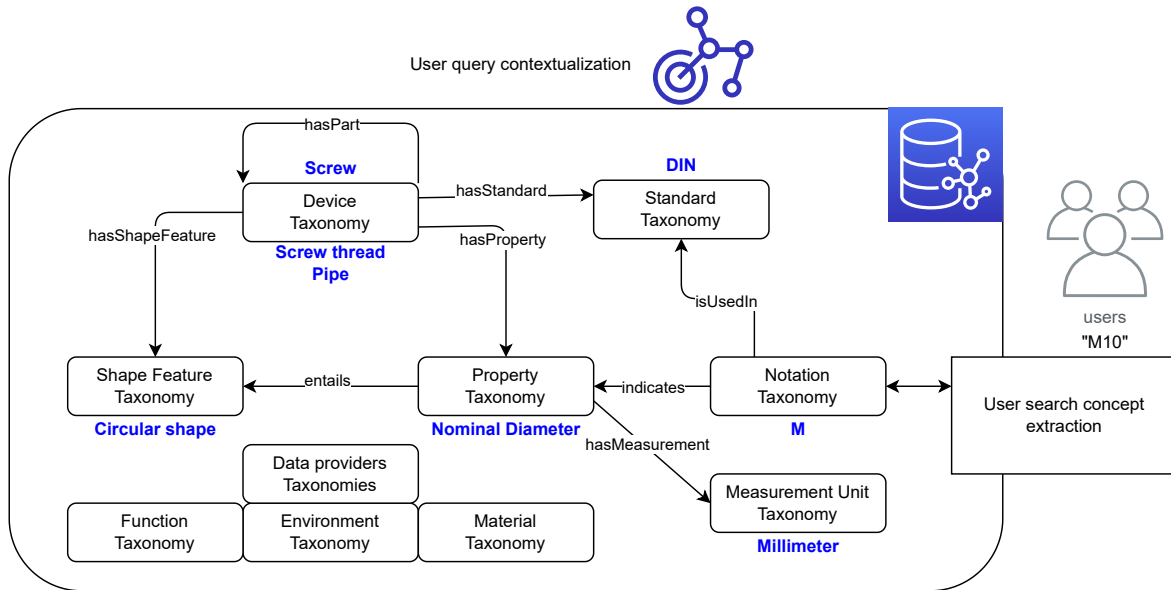 User query contextualization
hasPart
Screw
DIN
Device
Taxonomy
hasStandard
Standard
Taxonomy
hasShapeFeature
hasProperty
Screw thread
Pipe
isUsedIn
users
"M10"
Shape Feature
Taxonomy
entails
Property
Taxonomy
indicates
Notation
Taxonomy
User search concept
extraction
Circular shape
Nominal Diameter
M
hasMeasurement
Data providers
Taxonomies
Measurement Unit
Taxonomy
Function
Taxonomy
Environment
Taxonomy
Material
Taxonomy
Millimeter